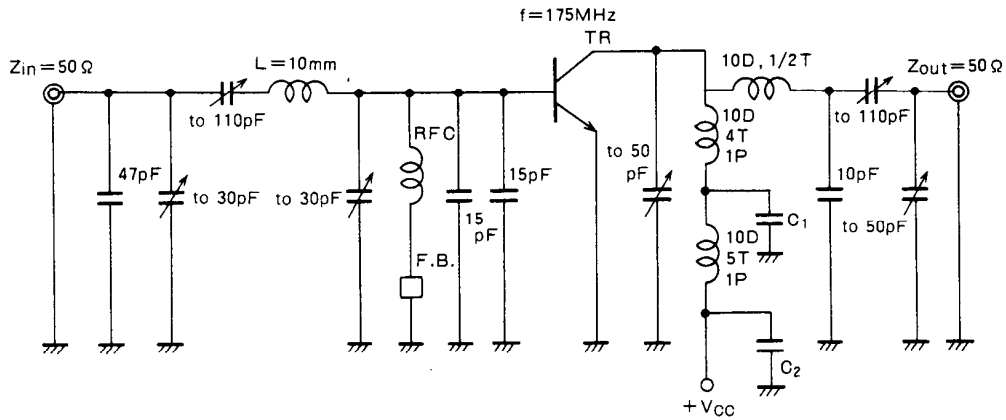 f=175MHz
TR
Zin=50Ω
L=10mm
10D, 1/2T
Zout=50Ω
to 110pF
10D
4T
1P
to 110pF
RFC
47pF
to 30pF
to 30pF
15
pF
15pF
to 50
pF
10pF
to 50pF
C1
10D
5T
1P
F.B.
C2
+VCC